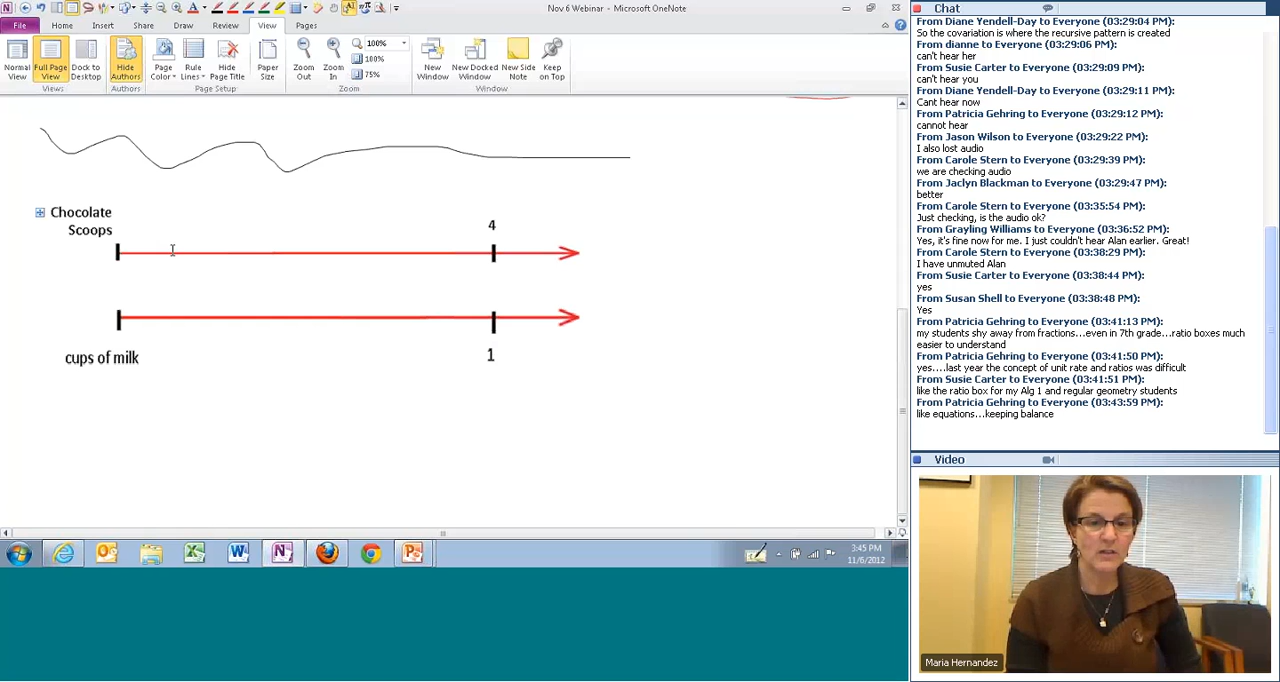 Nov 6 Webinar - Microsoft OneNote
File Home Insert Share Draw Review View Pages
Normal View
Full Page View
Dock to Desktop
Views
Hide Authors
Authors
Page Color
Rule Lines
Hide Page Title
Page Setup
Paper Size
Zoom Out
Zoom In
100%
100%
75%
Zoom
New Window
New Docked Window
New Side Note
Keep on Top
Window
Chocolate
Scoops
4
cups of milk
1
3:45 PM
11/6/2012
Chat
From Diane Yendell-Day to Everyone (03:29:04 PM):
So the covariation is where the recursive pattern is created
From dianne to Everyone (03:29:06 PM):
can't hear her
From Susie Carter to Everyone (03:29:09 PM):
can't hear you
From Diane Yendell-Day to Everyone (03:29:11 PM):
Cant hear now
From Patricia Gehring to Everyone (03:29:12 PM):
cannot hear
From Jason Wilson to Everyone (03:29:22 PM):
I also lost audio
From Carole Stern to Everyone (03:29:39 PM):
we are checking audio
From Jaclyn Blackman to Everyone (03:29:47 PM):
better
From Carole Stern to Everyone (03:35:54 PM):
Just checking, is the audio ok?
From Grayling Williams to Everyone (03:36:52 PM):
Yes, it's fine now for me. I just couldn't hear Alan earlier. Great!
From Carole Stern to Everyone (03:38:29 PM):
I have unmuted Alan
From Susie Carter to Everyone (03:38:44 PM):
yes
From Susan Shell to Everyone (03:38:48 PM):
Yes
From Patricia Gehring to Everyone (03:41:13 PM):
my students shy away from fractions...even in 7th grade...ratio boxes much
easier to understand
From Patricia Gehring to Everyone (03:41:50 PM):
yes....last year the concept of unit rate and ratios was difficult
From Susie Carter to Everyone (03:41:51 PM):
like the ratio box for my Alg 1 and regular geometry students
From Patricia Gehring to Everyone (03:43:59 PM):
like equations...keeping balance
Video
Maria Hernandez